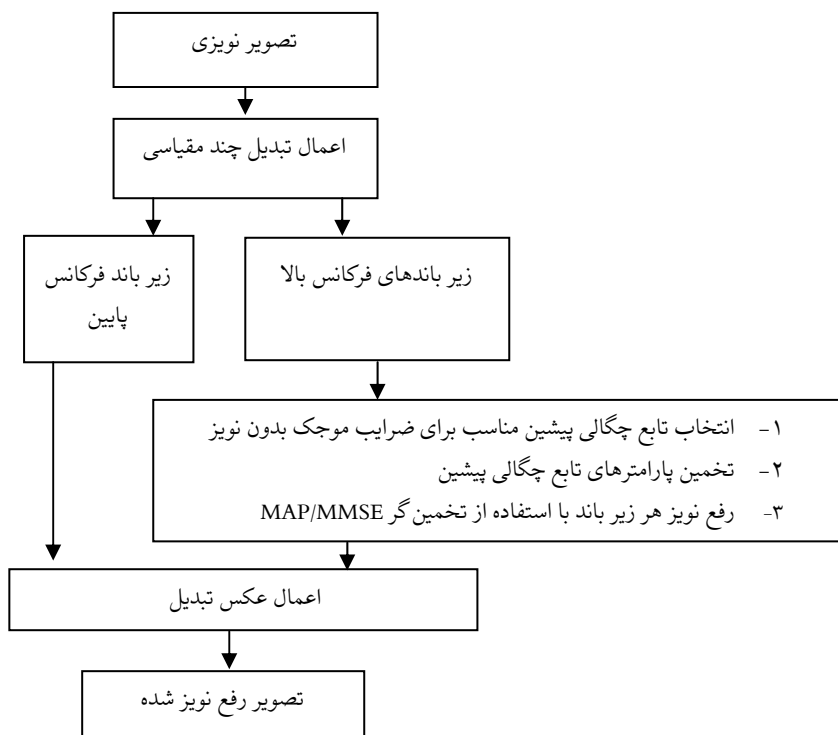 تصویر نویزی
اعمال تبدیل چند مقیاسی
زیر باندهای فرکانس بالا
زیر باند فرکانس
پایین
۱- انتخاب تابع چگالی پیشین مناسب برای ضرایب موجک بدون نویز
۲- تخمین پارامترهای تابع چگالی پیشین
۳- رفع نویز هر زیر باند با استفاده از تخمین‌گر MAP/MMSE
اعمال عکس تبدیل
تصویر رفع نویز شده